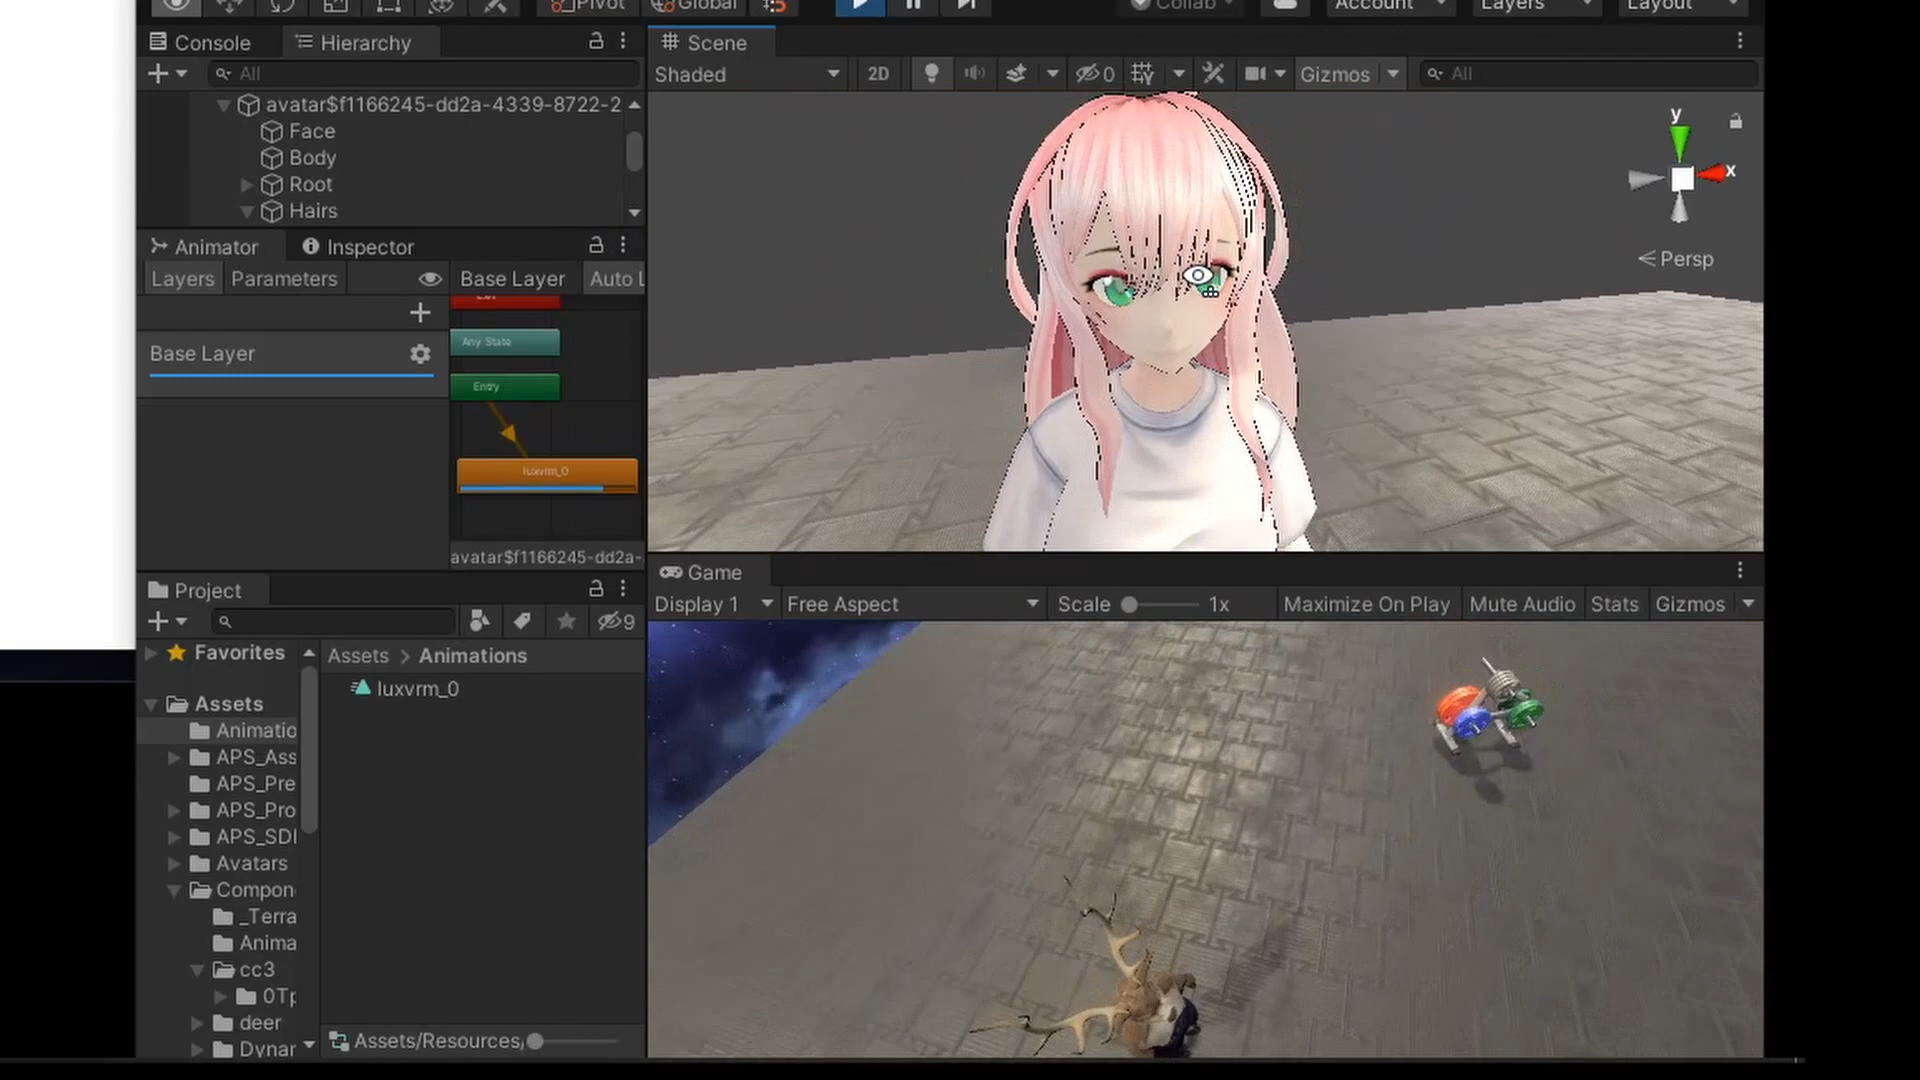 Pivot Global Collab Account Layers Layout
Console Hierarchy Scene
All
Shaded 2D 0 Gizmos All
avatar$f1166245-dd2a-4339-8722-2
Face
Body
Root
Hairs
y
x
Persp
Animator Inspector
Layers Parameters Base Layer Auto L
Exit
Any State
Base Layer
Entry
luxvrm_0
avatar$f1166245-dd2a-
Game
Display 1 Free Aspect Scale 1x Maximize On Play Mute Audio Stats Gizmos
Project
9
Favorites
Assets > Animations
luxvrm_0
Assets
Animatio
APS_Ass
APS_Pre
APS_Pro
APS_SDI
Avatars
Compon
_Terra
Anima
cc3
0Tp
deer
Dynar
Assets/Resources/